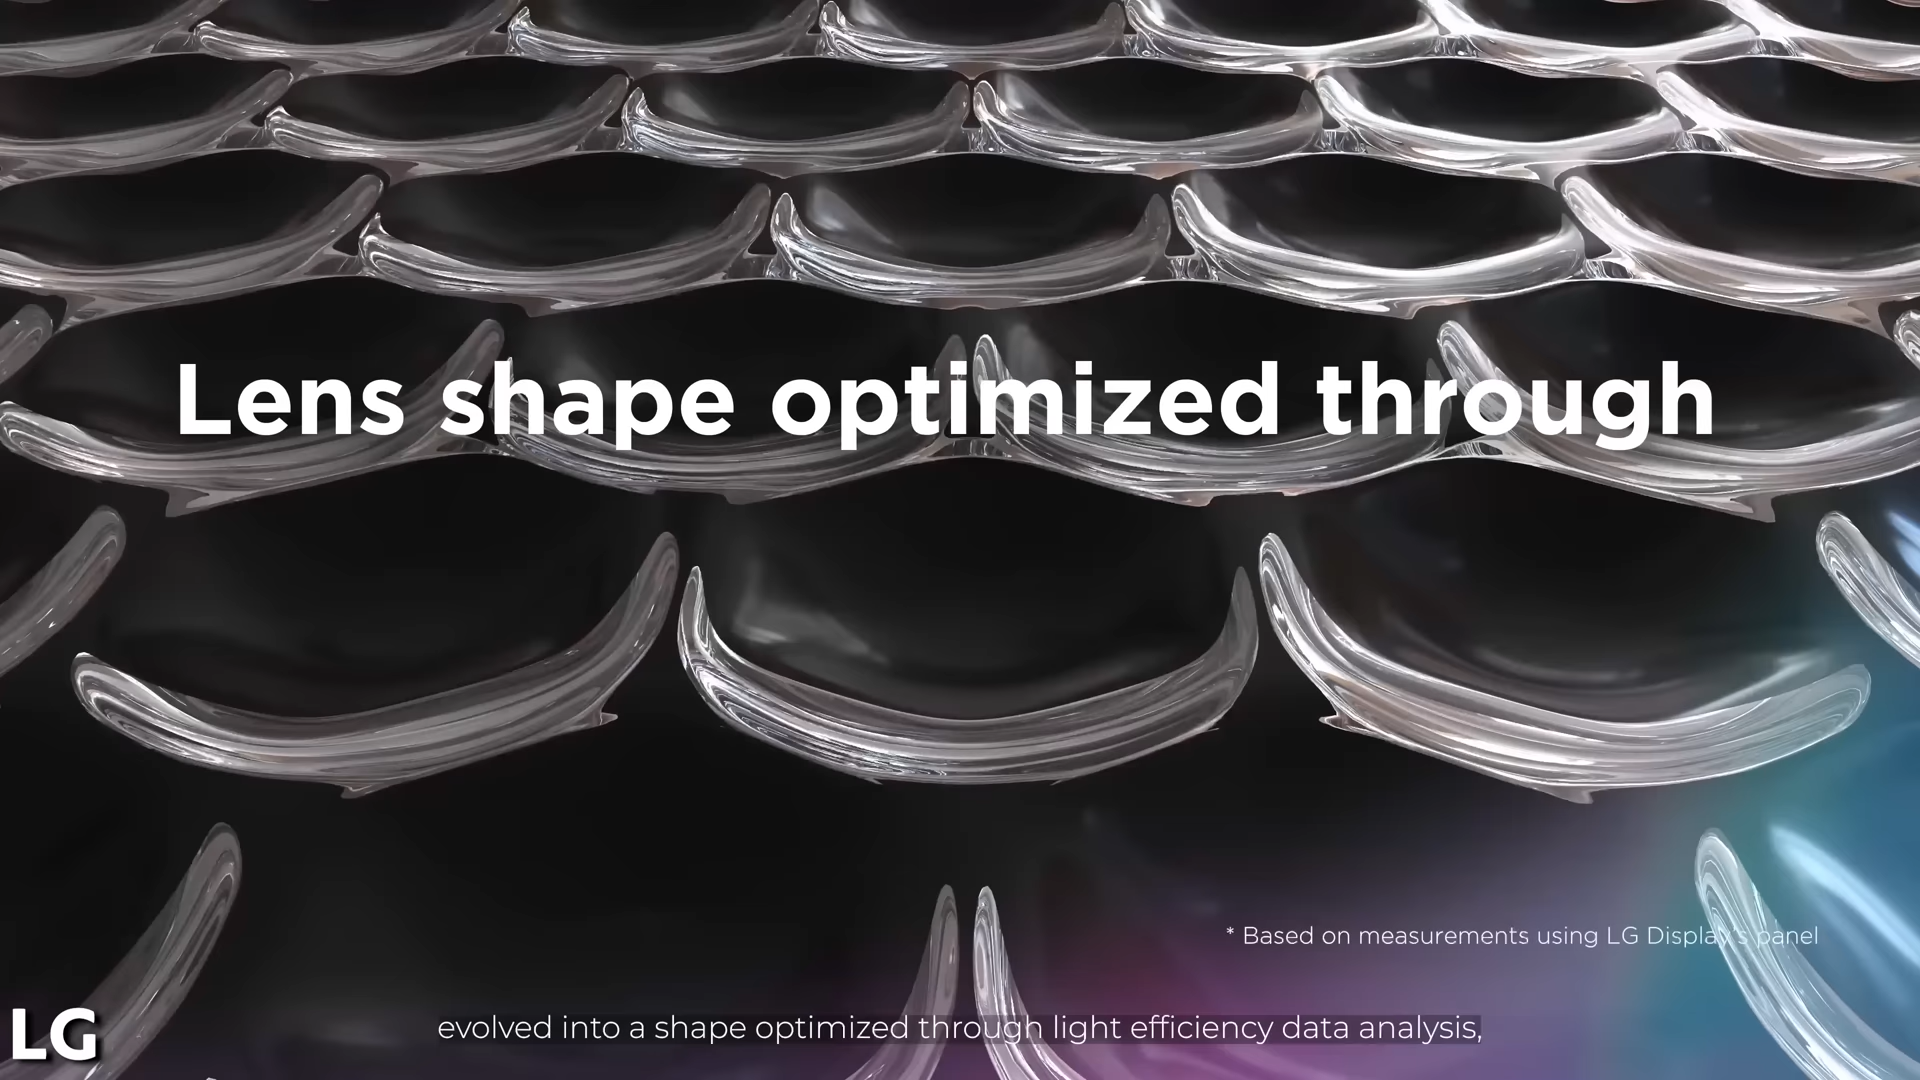 Lens shape optimized through
* Based on measurements using LG Display's panel
evolved into a shape optimized through light efficiency data analysis,
LG